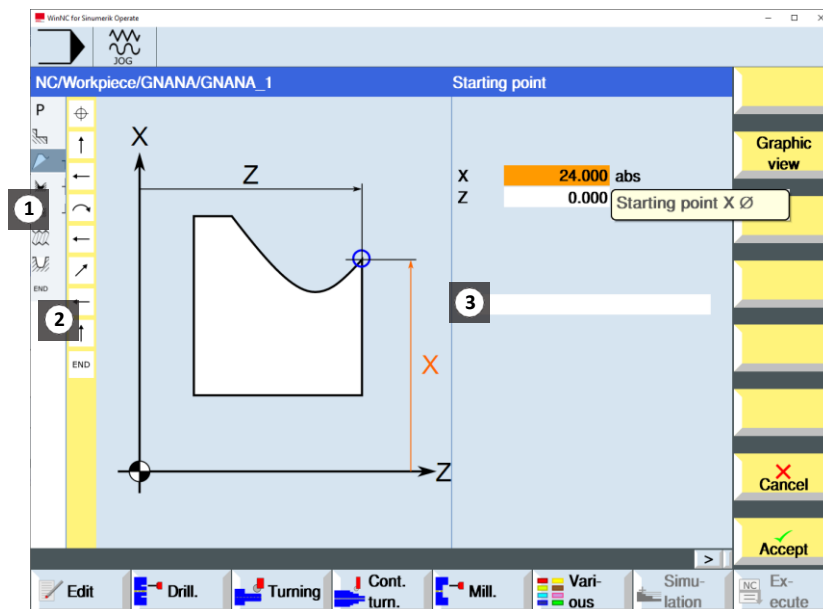 WinNC for Sinumerik Operate
JOG
NC/Workpiece/GNANA/GNANA_1
Starting point
P
END
1
2
END
X
Z
X
Z
X 24.000 abs
Z 0.000
Starting point X Ø
3
Graphic
view
Cancel
Accept
>
Edit
Drill.
Turning
Cont.
turn.
Mill.
Vari-
ous
Simu-
lation
NC
Ex-
ecute